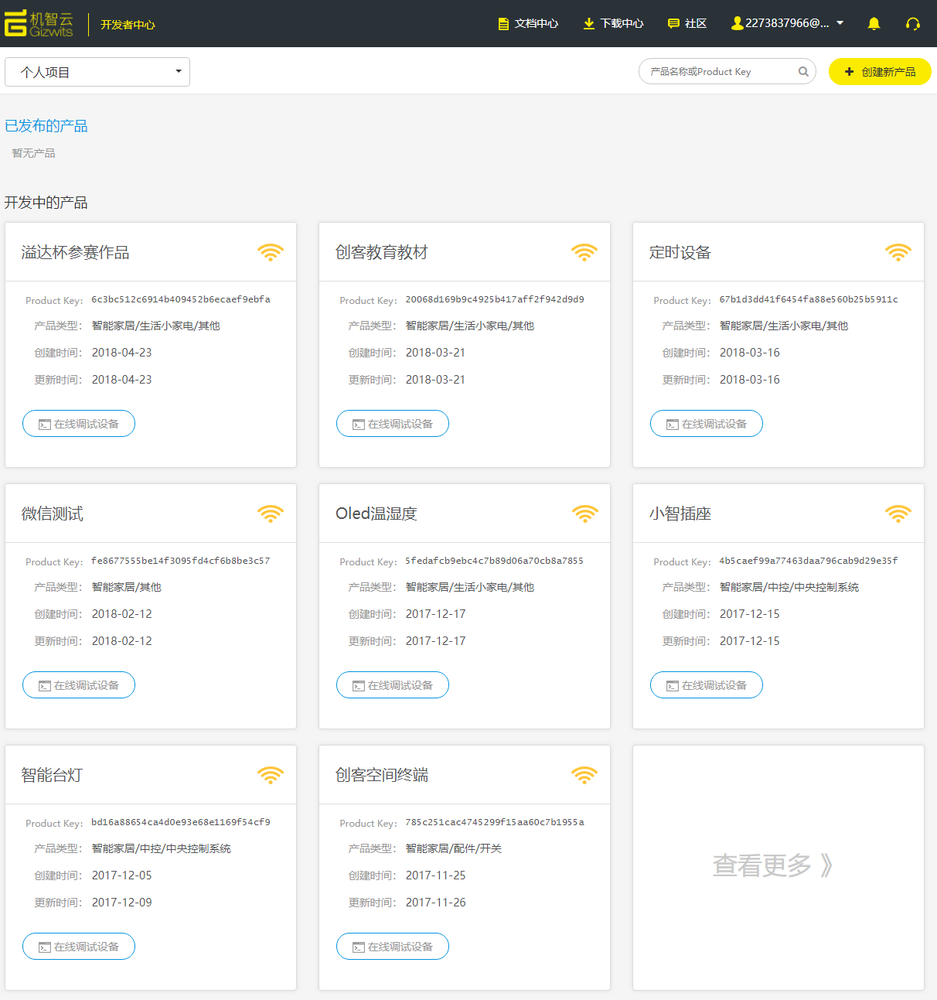 机智云
Gizwits
开发者中心
文档中心
下载中心
社区
2273837966@...
个人项目
产品名称或Product Key
创建新产品
已发布的产品
暂无产品
开发中的产品
溢达杯参赛作品
Product Key: 6c3bc512c6914b409452b6ecaef9ebfa
产品类型： 智能家居/生活小家电/其他
创建时间： 2018-04-23
更新时间： 2018-04-23
在线调试设备
创客教育教材
Product Key: 20068d169b9c4925b417aff2f942d9d9
产品类型： 智能家居/生活小家电/其他
创建时间： 2018-03-21
更新时间： 2018-03-21
在线调试设备
定时设备
Product Key: 67b1d3dd41f6454fa88e560b25b5911c
产品类型： 智能家居/生活小家电/其他
创建时间： 2018-03-16
更新时间： 2018-03-16
在线调试设备
微信测试
Product Key: fe8677555be14f3095fd4cf6b8be3c57
产品类型： 智能家居/其他
创建时间： 2018-02-12
更新时间： 2018-02-12
在线调试设备
Oled温湿度
Product Key: 5fedafcb9ebc4c7b89d06a70cb8a7855
产品类型： 智能家居/生活小家电/其他
创建时间： 2017-12-17
更新时间： 2017-12-17
在线调试设备
小智插座
Product Key: 4b5caef99a77463daa796cab9d29e35f
产品类型： 智能家居/中控/中央控制系统
创建时间： 2017-12-15
更新时间： 2017-12-15
在线调试设备
智能台灯
Product Key: bd16a88654ca4d0e93e68e1169f54cf9
产品类型： 智能家居/中控/中央控制系统
创建时间： 2017-12-05
更新时间： 2017-12-09
在线调试设备
创客空间终端
Product Key: 785c251cac4745299f15aa60c7b1955a
产品类型： 智能家居/配件/开关
创建时间： 2017-11-25
更新时间： 2017-11-26
在线调试设备
查看更多 》